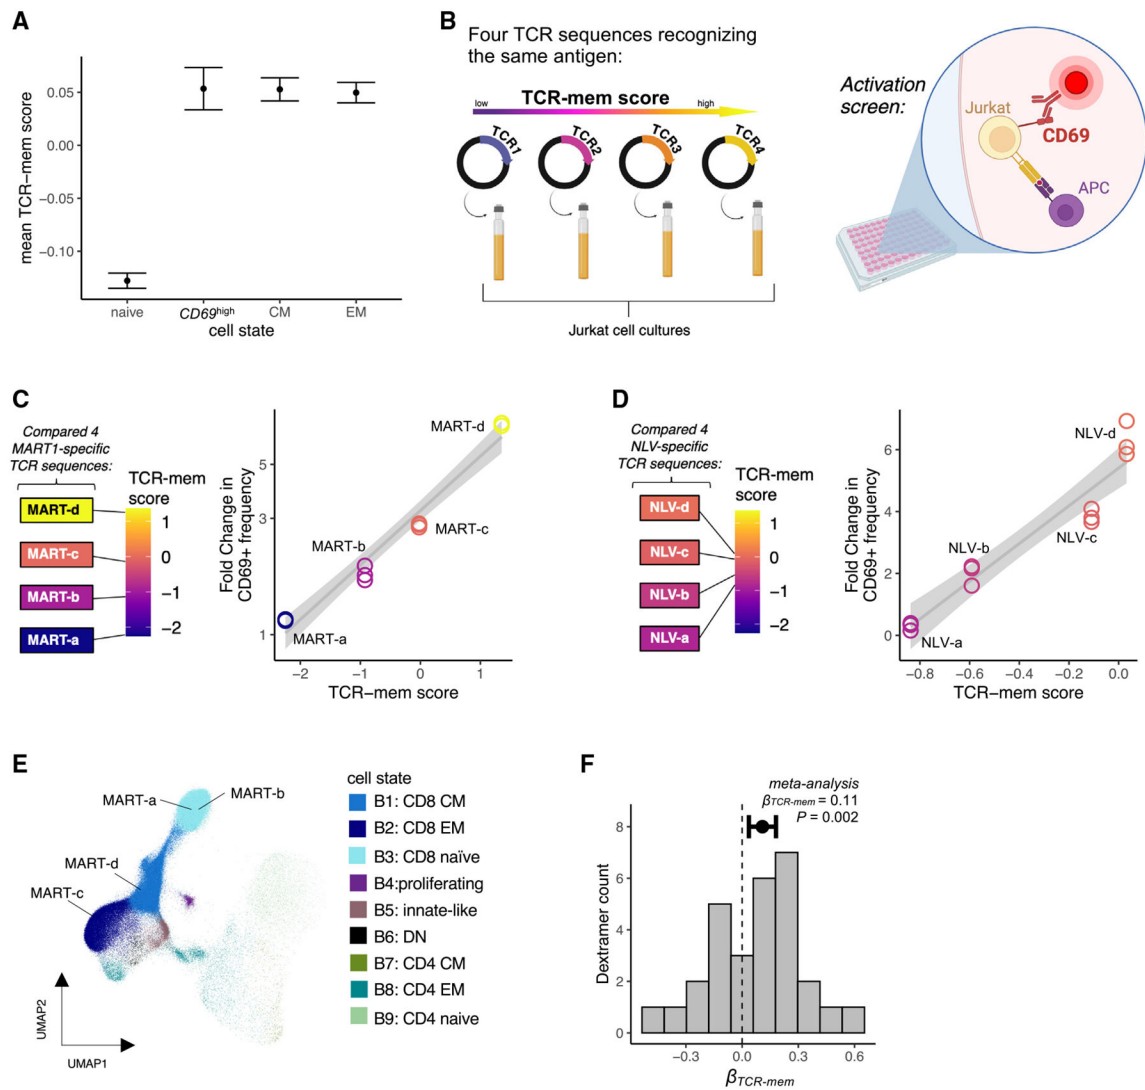 A
mean TCR−mem score
0.05
0.00
−0.05
−0.10
naive
CD69high
CM
EM
cell state
B
Four TCR sequences recognizing
the same antigen:
low
TCR-mem score
high
TCR1
TCR2
TCR3
TCR4
Jurkat cell cultures
Activation
screen:
Jurkat
CD69
APC
C
Compared 4
MART1-specific
TCR sequences:
MART-d
MART-c
MART-b
MART-a
TCR-mem
score
1
0
−1
−2
Fold Change in
CD69+ frequency
5
3
1
MART-d
MART-c
MART-b
MART-a
−2
−1
0
1
TCR−mem score
D
Compared 4
NLV-specific
TCR sequences:
NLV-d
NLV-c
NLV-b
NLV-a
TCR-mem
score
1
0
−1
−2
Fold Change in
CD69+ frequency
6
4
2
0
NLV-d
NLV-c
NLV-b
NLV-a
−0.8
−0.6
−0.4
−0.2
0.0
TCR−mem score
E
MART-a
MART-b
MART-d
MART-c
UMAP2
UMAP1
cell state
B1: CD8 CM
B2: CD8 EM
B3: CD8 naïve
B4:proliferating
B5: innate-like
B6: DN
B7: CD4 CM
B8: CD4 EM
B9: CD4 naive
F
meta-analysis
βTCR-mem = 0.11
P = 0.002
Dextramer count
8
6
4
2
0
−0.3
0.0
0.3
0.6
βTCR−mem